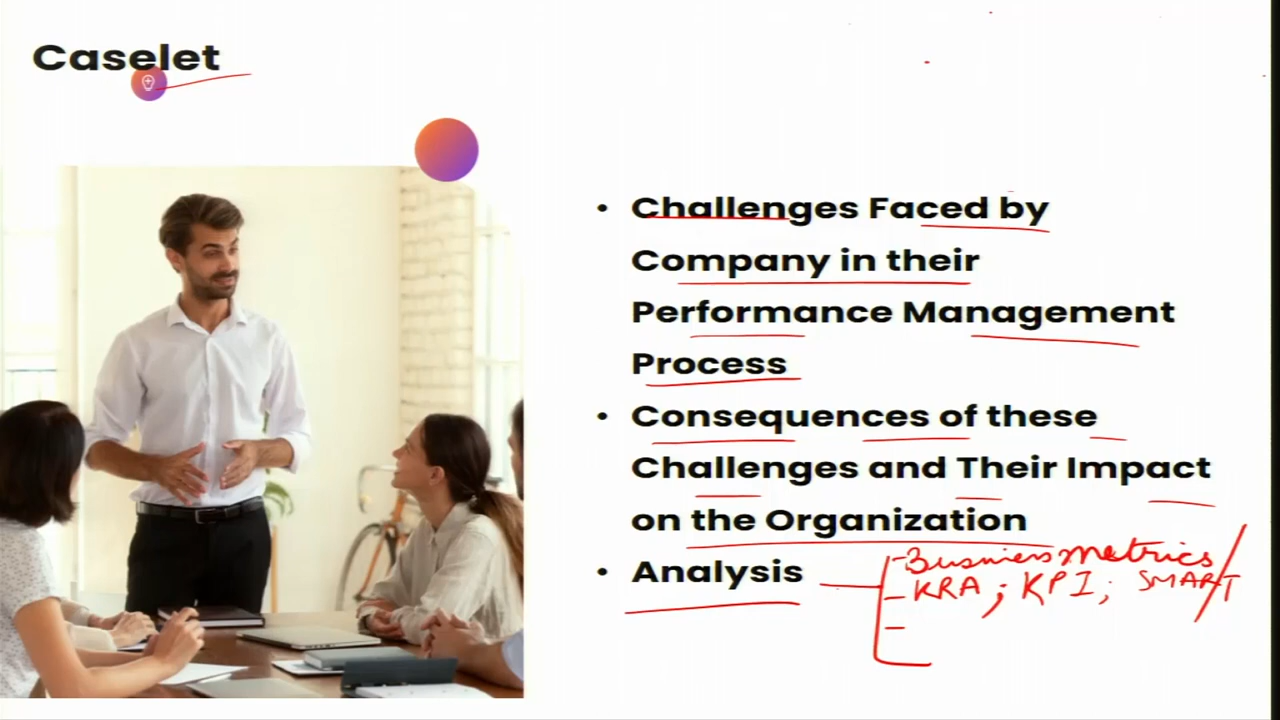 Caselet
• Challenges Faced by
Company in their
Performance Management
Process
• Consequences of these
Challenges and Their Impact
on the Organization
• Analysis
- Business metrics
- KRA ; KPI ; SMART
-